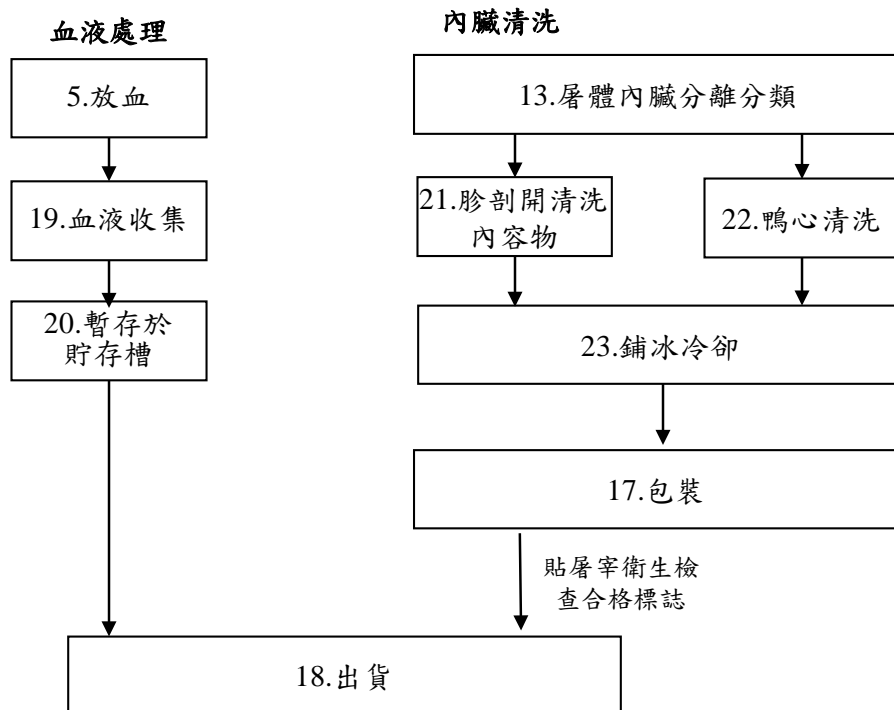 血液處理
5.放血
19.血液收集
20.暫存於
貯存槽
內臟清洗
13.屠體內臟分離分類
21.胗剖開清洗
內容物
22.鴨心清洗
23.鋪冰冷卻
17.包裝
貼屠宰衛生檢
查合格標誌
18.出貨